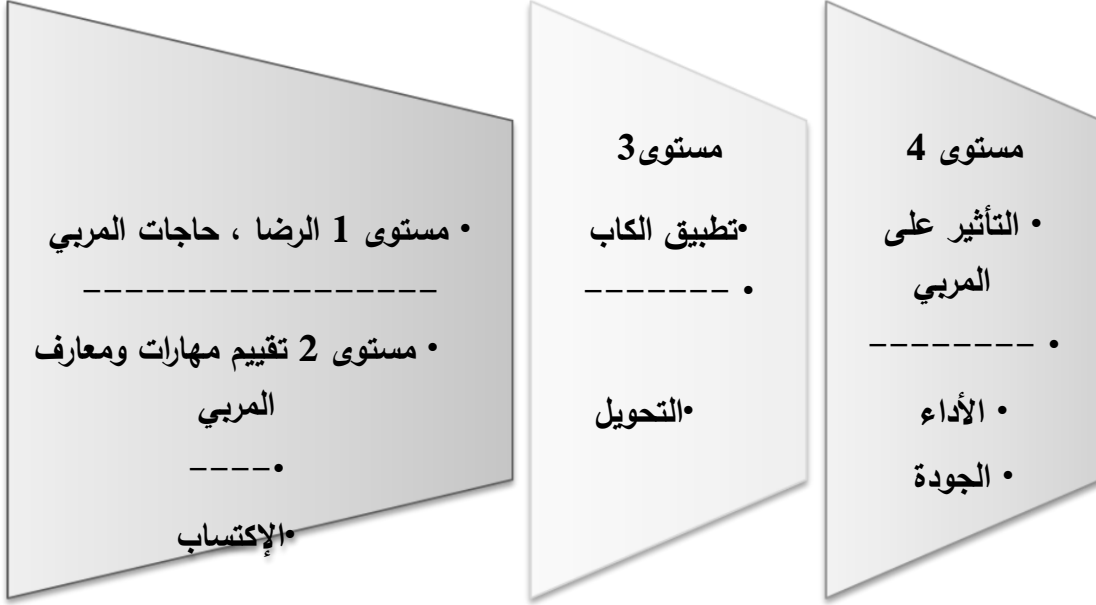 مستوى 4
• التأثير على
المربي
• --------
• الأداء
• الجودة
مستوى3
•تطبيق الكاب
• -------
•التحويل
• مستوى 1 الرضا ، حاجات المربي
-----------------
• مستوى 2 تقييم مهارات ومعارف
المربي
•----
•الإكتساب